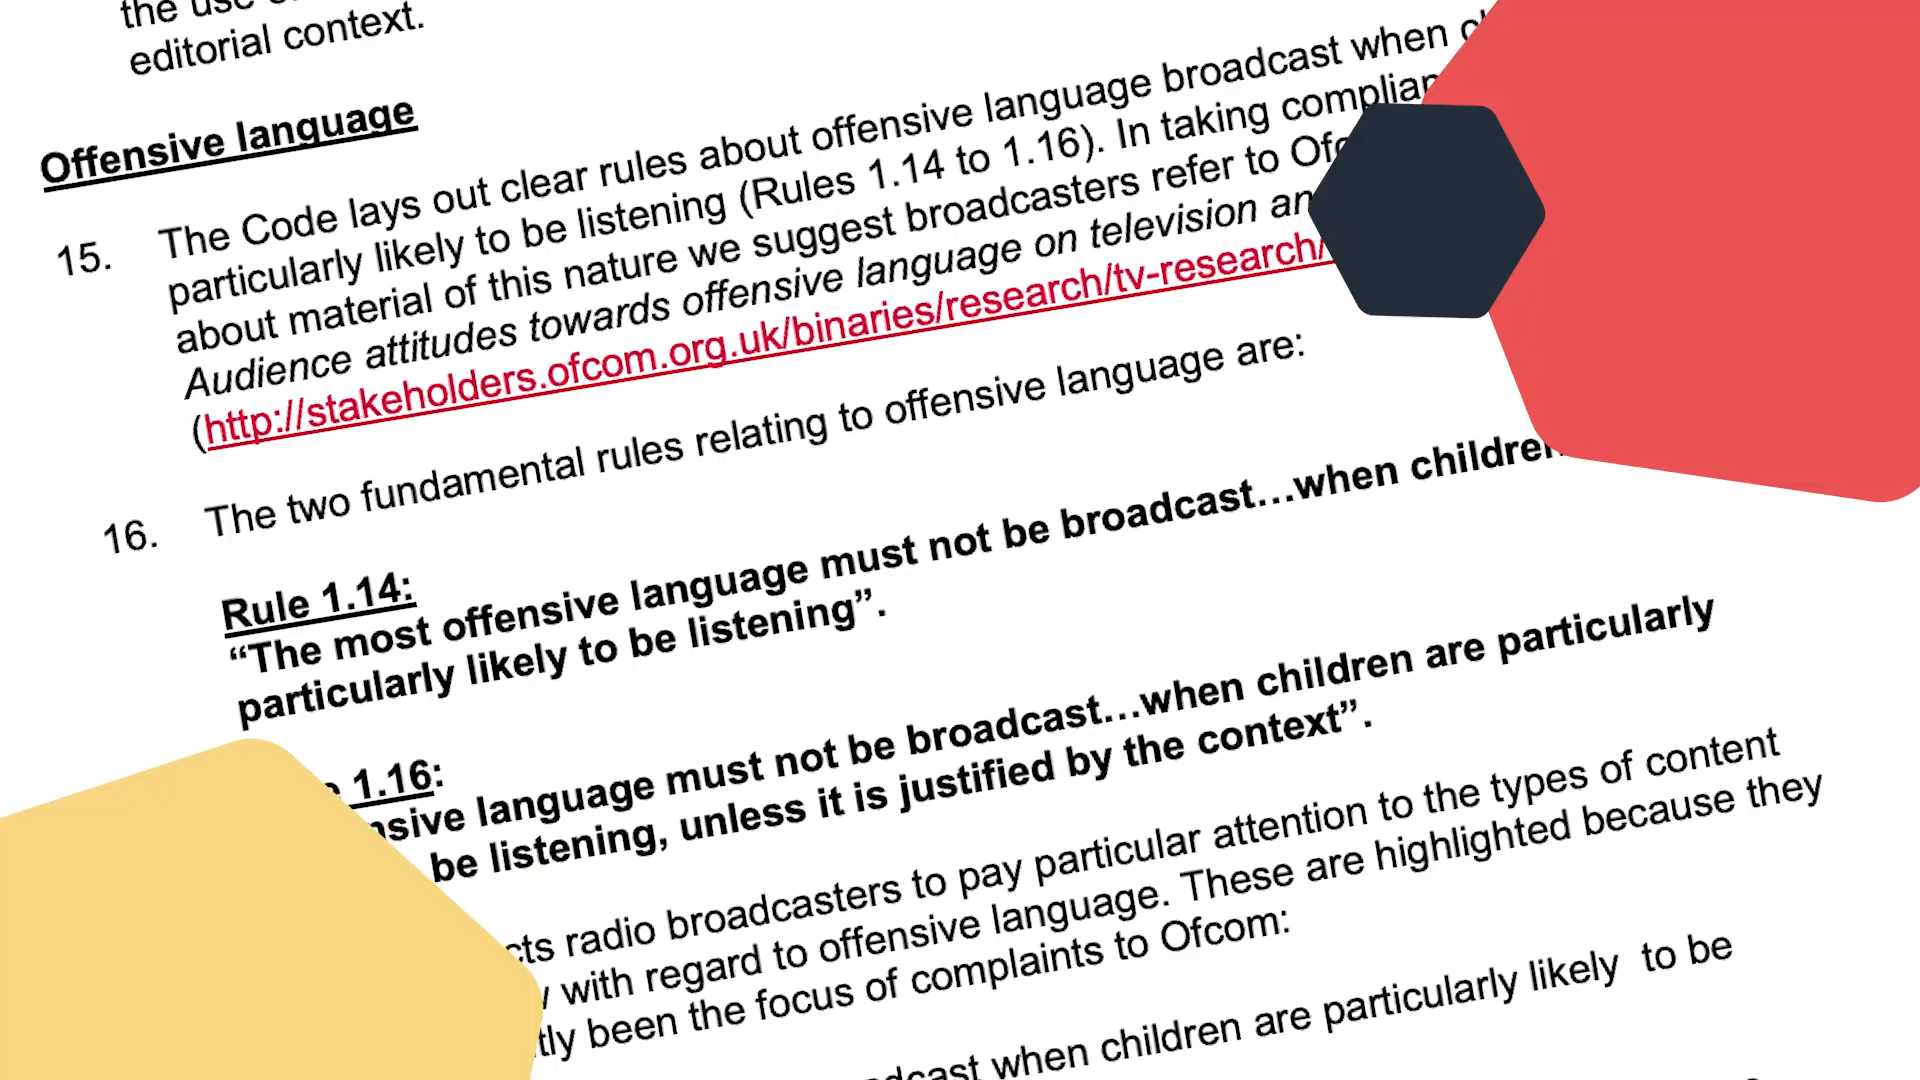 the use
editorial context.
Offensive language
15. The Code lays out clear rules about offensive language broadcast when
particularly likely to be listening (Rules 1.14 to 1.16). In taking
about material of this nature we suggest broadcasters refer to
Audience attitudes towards offensive language on television
(http://stakeholders.ofcom.org.uk/binaries/research/tv-research/
16. The two fundamental rules relating to offensive language are:
Rule 1.14:
“The most offensive language must not be broadcast...when children
particularly likely to be listening”.
1.16:
language must not be broadcast...when children are particularly
be listening, unless it is justified by the context”.
radio broadcasters to pay particular attention to the types of content
with regard to offensive language. These are highlighted because they
been the focus of complaints to Ofcom:
when children are particularly likely to be